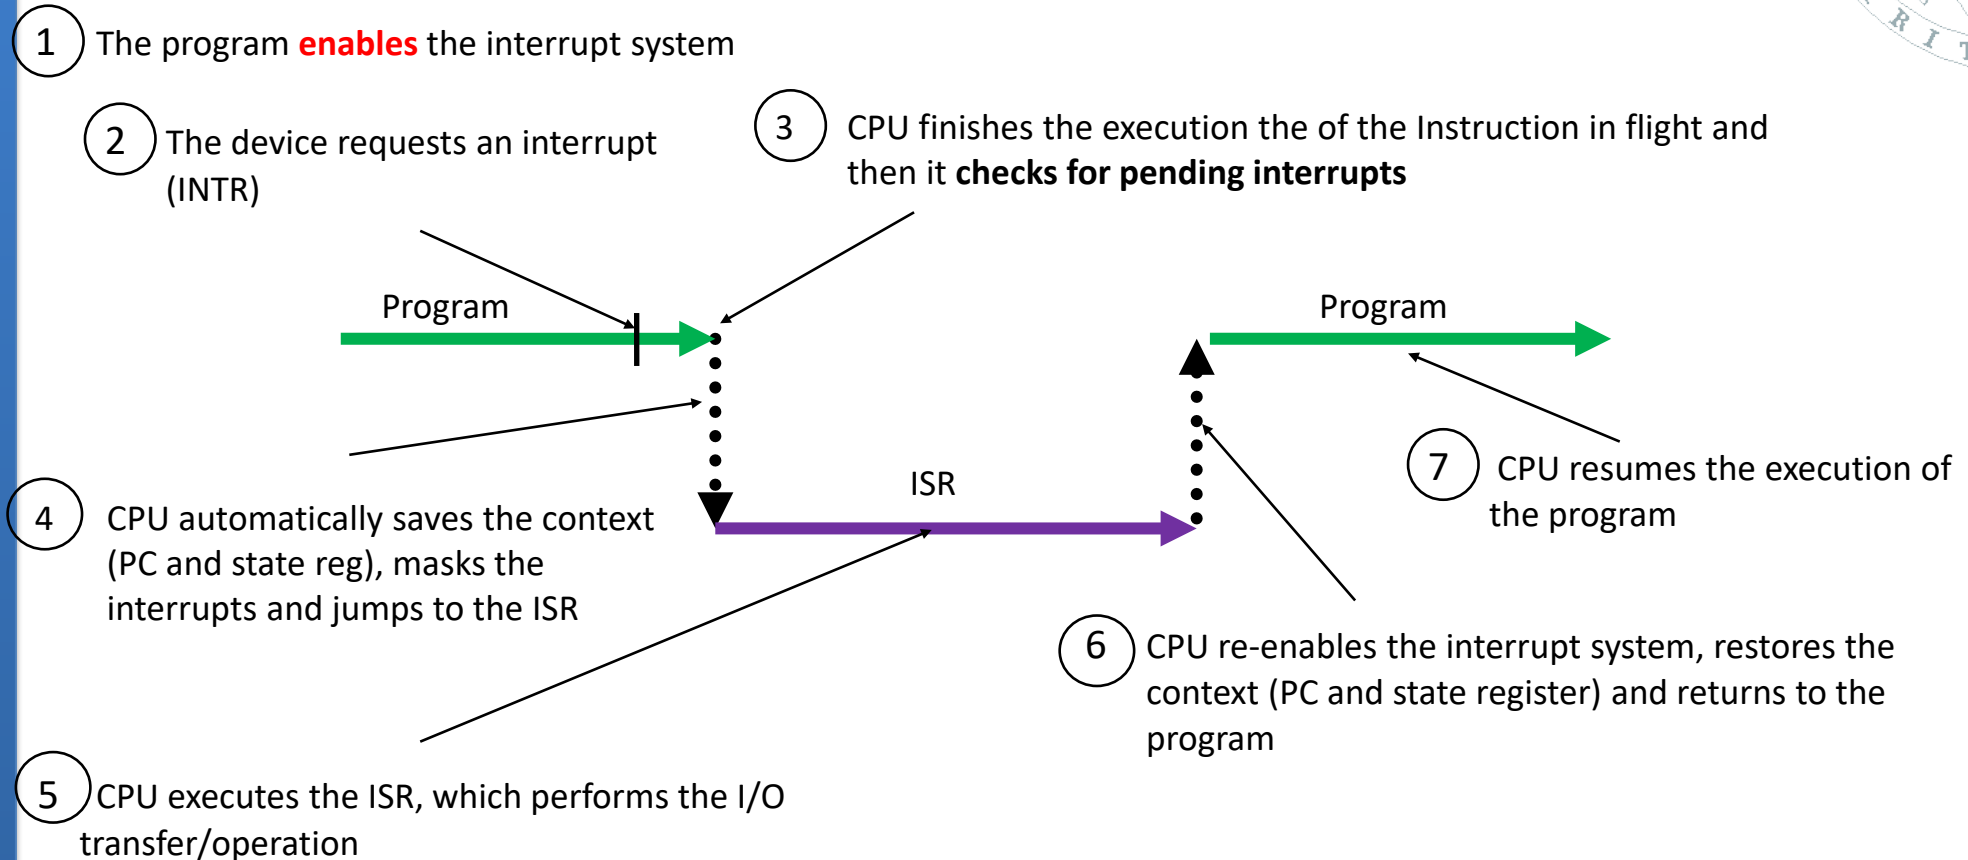 1 The program enables the interrupt system
2 The device requests an interrupt
(INTR)
3 CPU finishes the execution the of the Instruction in flight and
then it checks for pending interrupts
Program
Program
ISR
4 CPU automatically saves the context
(PC and state reg), masks the
interrupts and jumps to the ISR
7 CPU resumes the execution of
the program
6 CPU re-enables the interrupt system, restores the
context (PC and state register) and returns to the
program
5 CPU executes the ISR, which performs the I/O
transfer/operation